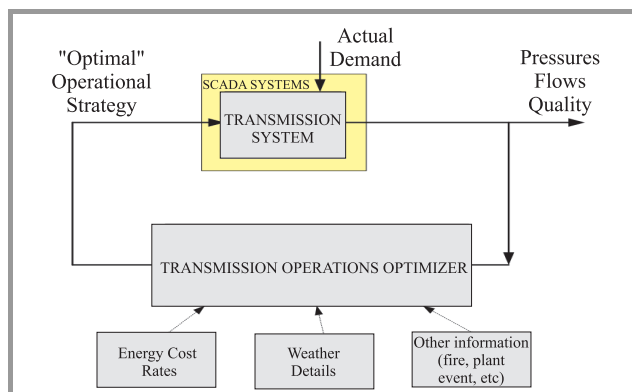 "Optimal"
Operational
Strategy
Actual
Demand
Pressures
Flows
Quality
SCADA SYSTEMS
TRANSMISSION
SYSTEM
TRANSMISSION OPERATIONS OPTIMIZER
Energy Cost
Rates
Weather
Details
Other information
(fire, plant
event, etc)